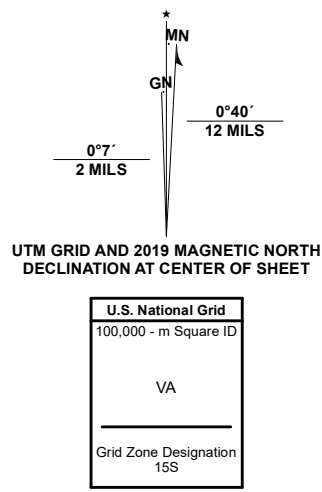 ★
MN
GN
0°40´
12 MILS
0°7´
2 MILS
UTM GRID AND 2019 MAGNETIC NORTH
DECLINATION AT CENTER OF SHEET
U.S. National Grid
100,000 - m Square ID
VA
Grid Zone Designation
15S